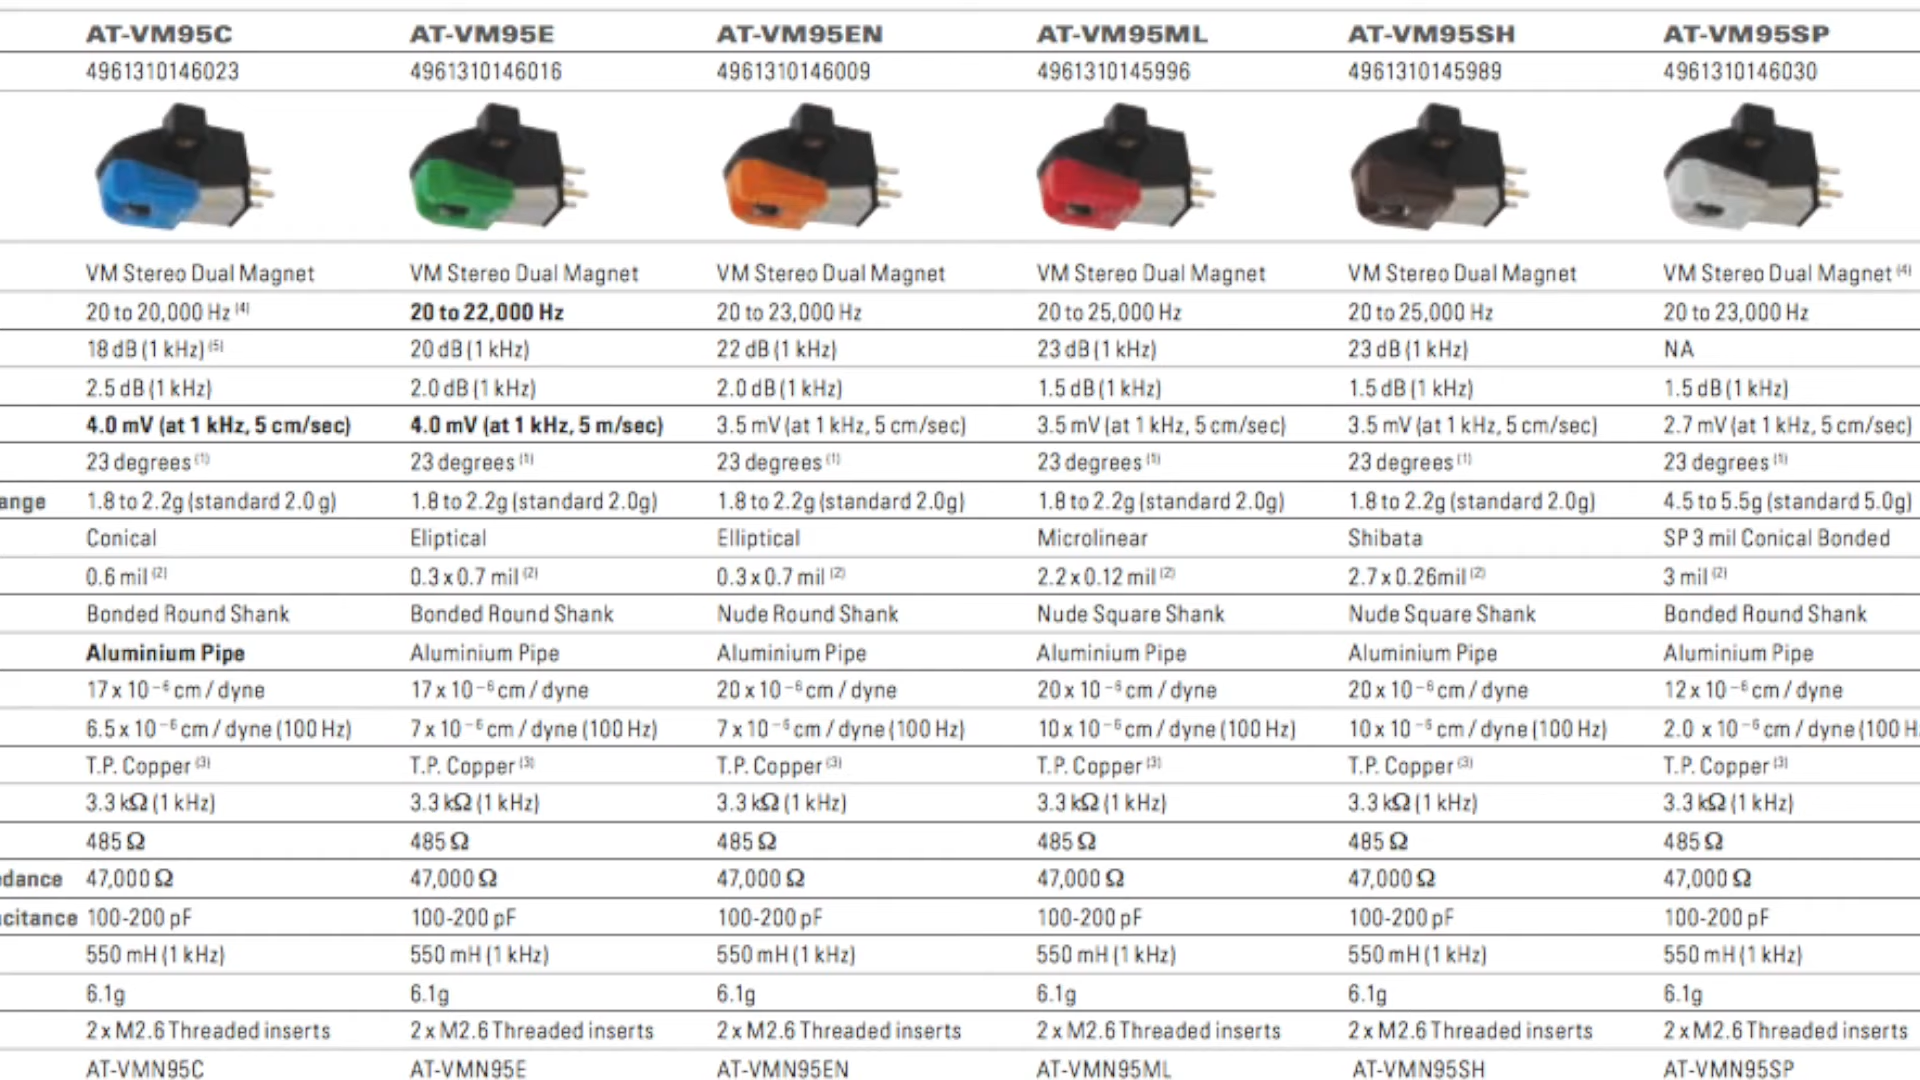 AT-VM95C AT-VM95E AT-VM95EN AT-VM95ML AT-VM95SH AT-VM95SP
4961310146023 4961310146016 4961310146009 4961310145996 4961310145989 4961310146030
VM Stereo Dual Magnet VM Stereo Dual Magnet VM Stereo Dual Magnet VM Stereo Dual Magnet VM Stereo Dual Magnet VM Stereo Dual Magnet (4)
20 to 20,000 Hz (4) 20 to 22,000 Hz 20 to 23,000 Hz 20 to 25,000 Hz 20 to 25,000 Hz 20 to 23,000 Hz
18 dB (1 kHz) (5) 20 dB (1 kHz) 22 dB (1 kHz) 23 dB (1 kHz) 23 dB (1 kHz) NA
2.5 dB (1 kHz) 2.0 dB (1 kHz) 2.0 dB (1 kHz) 1.5 dB (1 kHz) 1.5 dB (1 kHz) 1.5 dB (1 kHz)
4.0 mV (at 1 kHz, 5 cm/sec) 4.0 mV (at 1 kHz, 5 m/sec) 3.5 mV (at 1 kHz, 5 cm/sec) 3.5 mV (at 1 kHz, 5 cm/sec) 3.5 mV (at 1 kHz, 5 cm/sec) 2.7 mV (at 1 kHz, 5 cm/sec)
23 degrees (1) 23 degrees (1) 23 degrees (1) 23 degrees (1) 23 degrees (1) 23 degrees (1)
ange 1.8 to 2.2g (standard 2.0 g) 1.8 to 2.2g (standard 2.0g) 1.8 to 2.2g (standard 2.0g) 1.8 to 2.2g (standard 2.0g) 1.8 to 2.2g (standard 2.0g) 4.5 to 5.5g (standard 5.0g)
Conical Eliptical Elliptical Microlinear Shibata SP 3 mil Conical Bonded
0.6 mil (2) 0.3 x 0.7 mil (2) 0.3 x 0.7 mil (2) 2.2 x 0.12 mil (2) 2.7 x 0.26mil (2) 3 mil (2)
Bonded Round Shank Bonded Round Shank Nude Round Shank Nude Square Shank Nude Square Shank Bonded Round Shank
Aluminium Pipe Aluminium Pipe Aluminium Pipe Aluminium Pipe Aluminium Pipe Aluminium Pipe
17 x 10⁻⁶ cm / dyne 17 x 10⁻⁶ cm / dyne 20 x 10⁻⁶ cm / dyne 20 x 10⁻⁶ cm / dyne 20 x 10⁻⁶ cm / dyne 12 x 10⁻⁶ cm / dyne
6.5 x 10⁻⁶ cm / dyne (100 Hz) 7 x 10⁻⁶ cm / dyne (100 Hz) 7 x 10⁻⁶ cm / dyne (100 Hz) 10 x 10⁻⁶ cm / dyne (100 Hz) 10 x 10⁻⁶ cm / dyne (100 Hz) 2.0 x 10⁻⁶ cm / dyne (100 H
T.P. Copper (3) T.P. Copper (3) T.P. Copper (3) T.P. Copper (3) T.P. Copper (3) T.P. Copper (3)
3.3 kΩ (1 kHz) 3.3 kΩ (1 kHz) 3.3 kΩ (1 kHz) 3.3 kΩ (1 kHz) 3.3 kΩ (1 kHz) 3.3 kΩ (1 kHz)
485 Ω 485 Ω 485 Ω 485 Ω 485 Ω 485 Ω
dance 47,000 Ω 47,000 Ω 47,000 Ω 47,000 Ω 47,000 Ω 47,000 Ω
citance 100-200 pF 100-200 pF 100-200 pF 100-200 pF 100-200 pF 100-200 pF
550 mH (1 kHz) 550 mH (1 kHz) 550 mH (1 kHz) 550 mH (1 kHz) 550 mH (1 kHz) 550 mH (1 kHz)
6.1g 6.1g 6.1g 6.1g 6.1g 6.1g
2 x M2.6 Threaded inserts 2 x M2.6 Threaded inserts 2 x M2.6 Threaded inserts 2 x M2.6 Threaded inserts 2 x M2.6 Threaded inserts 2 x M2.6 Threaded inserts
AT-VMN95C AT-VMN95E AT-VMN95EN AT-VMN95ML AT-VMN95SH AT-VMN95SP